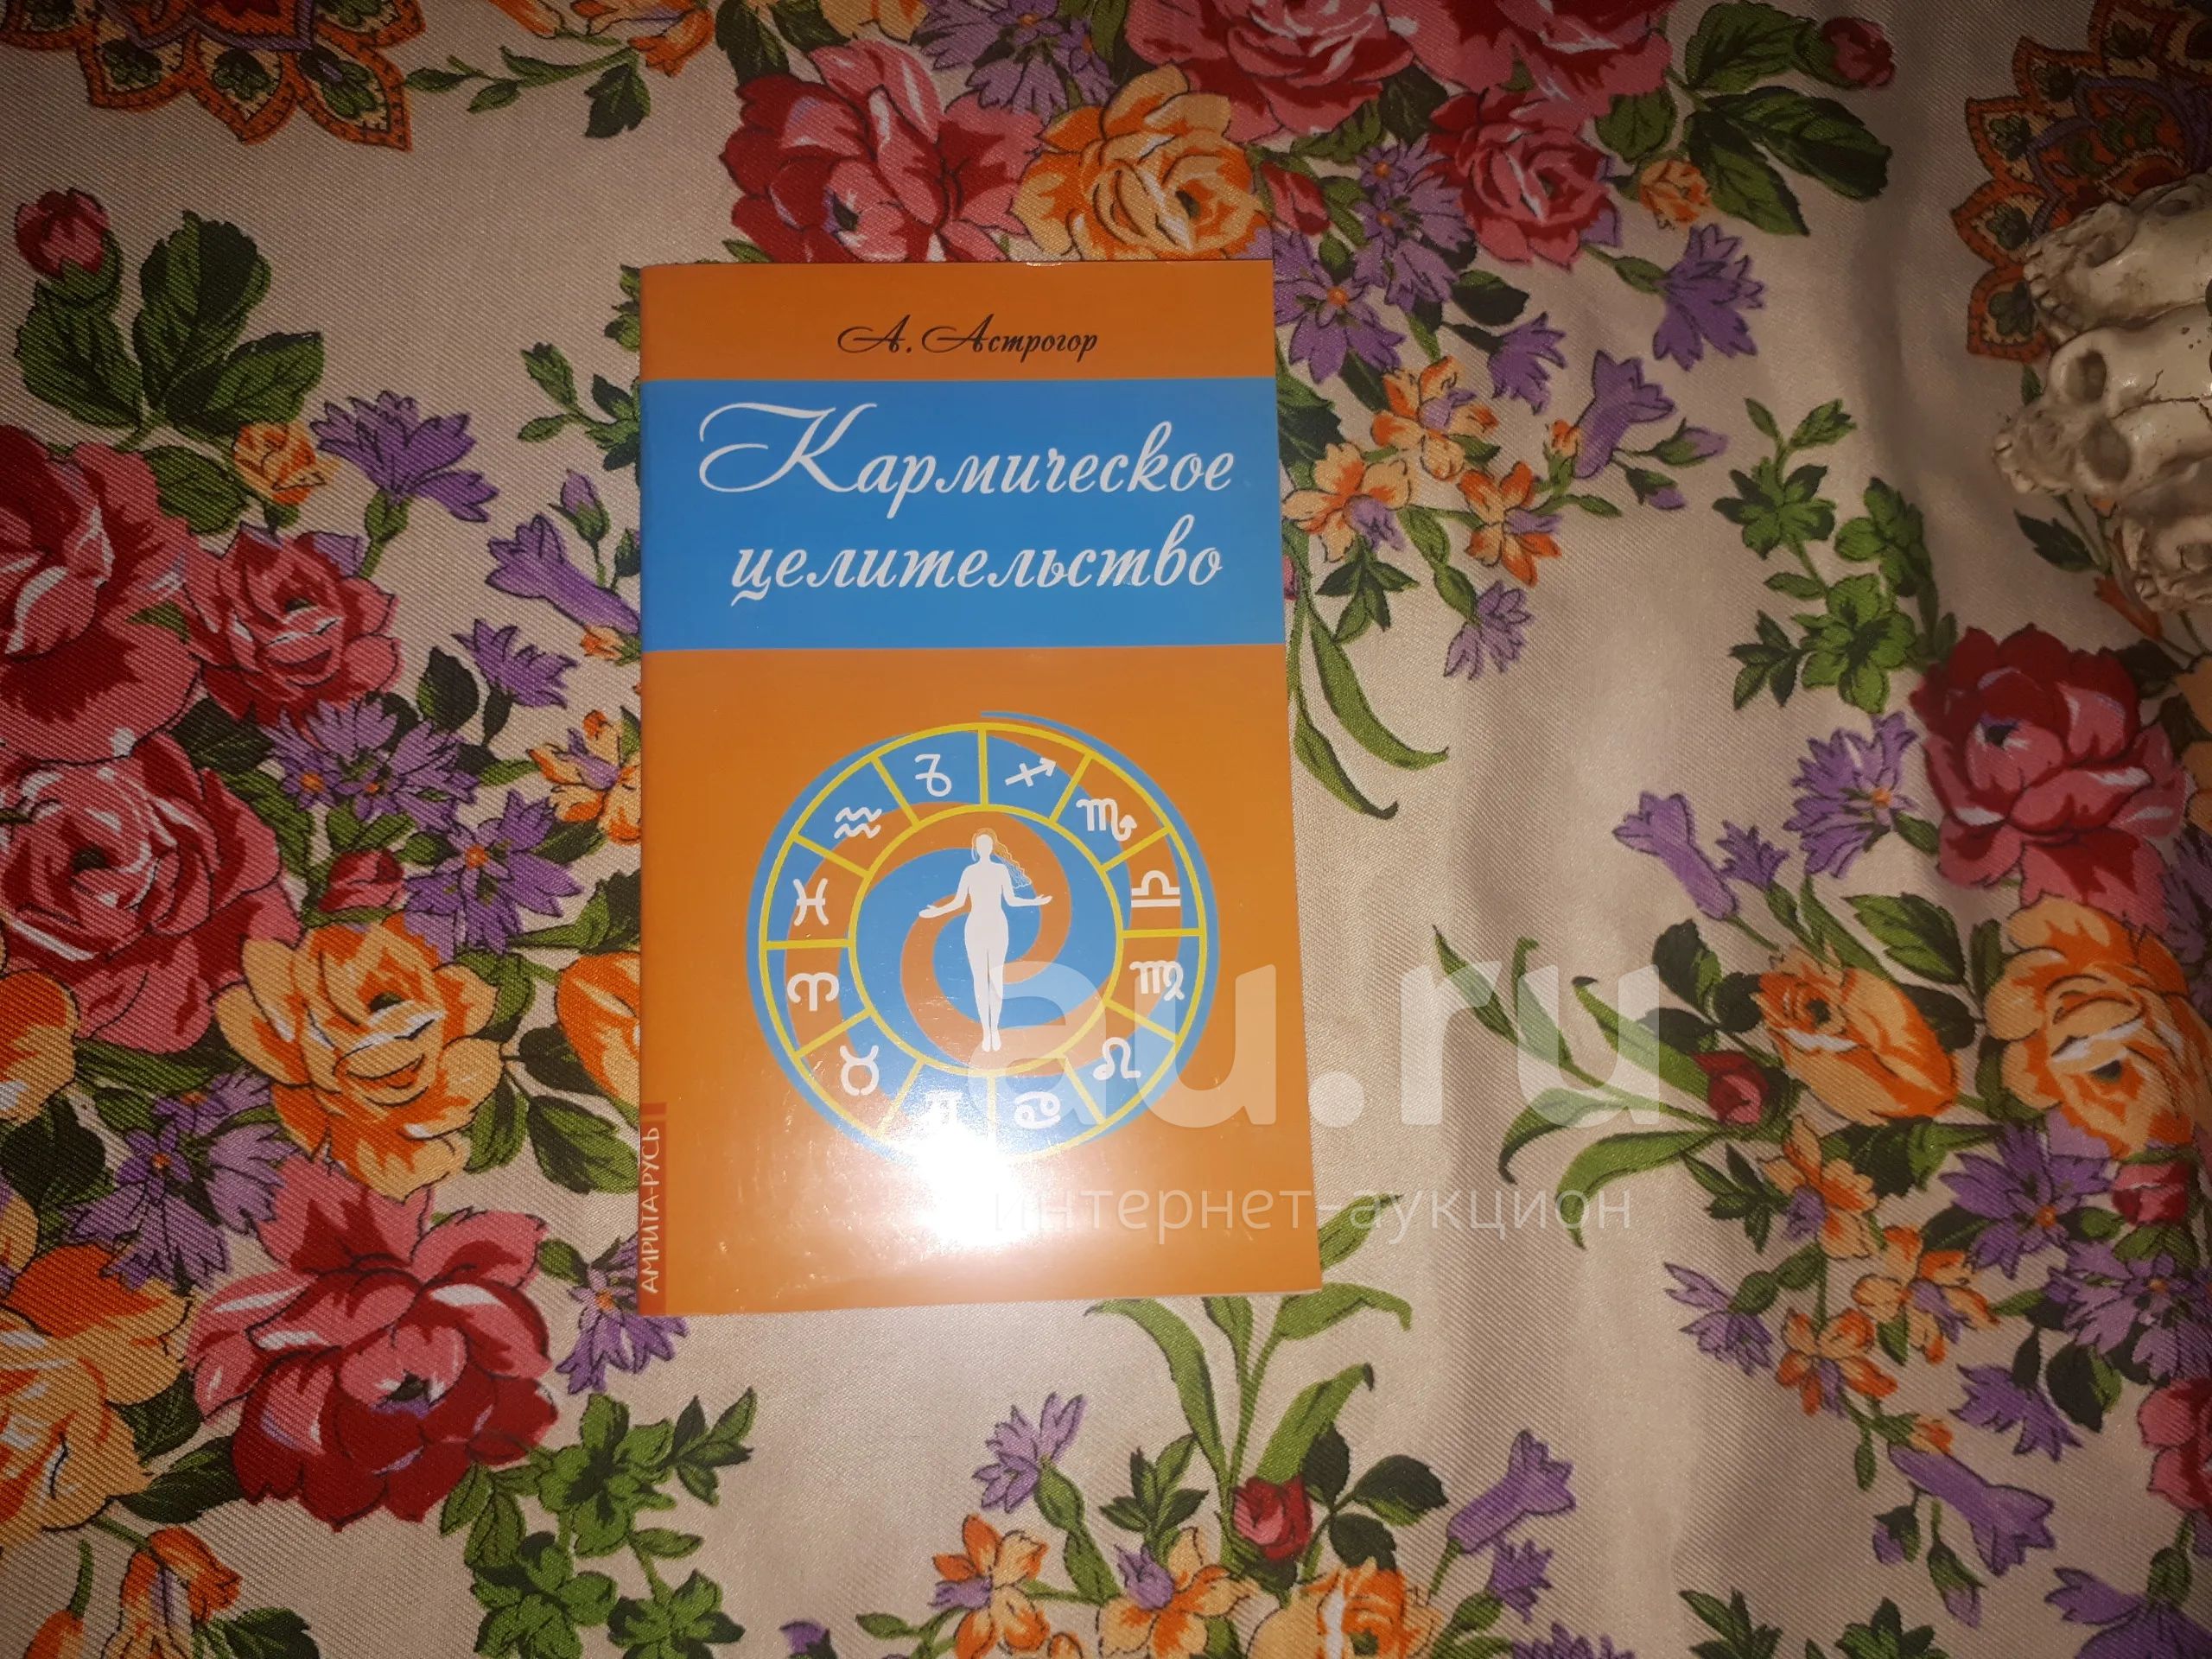 А. Астрогор
Кармическое
целительство
АМРИТА-РУСЬ
au.ru
интернет-аукцион